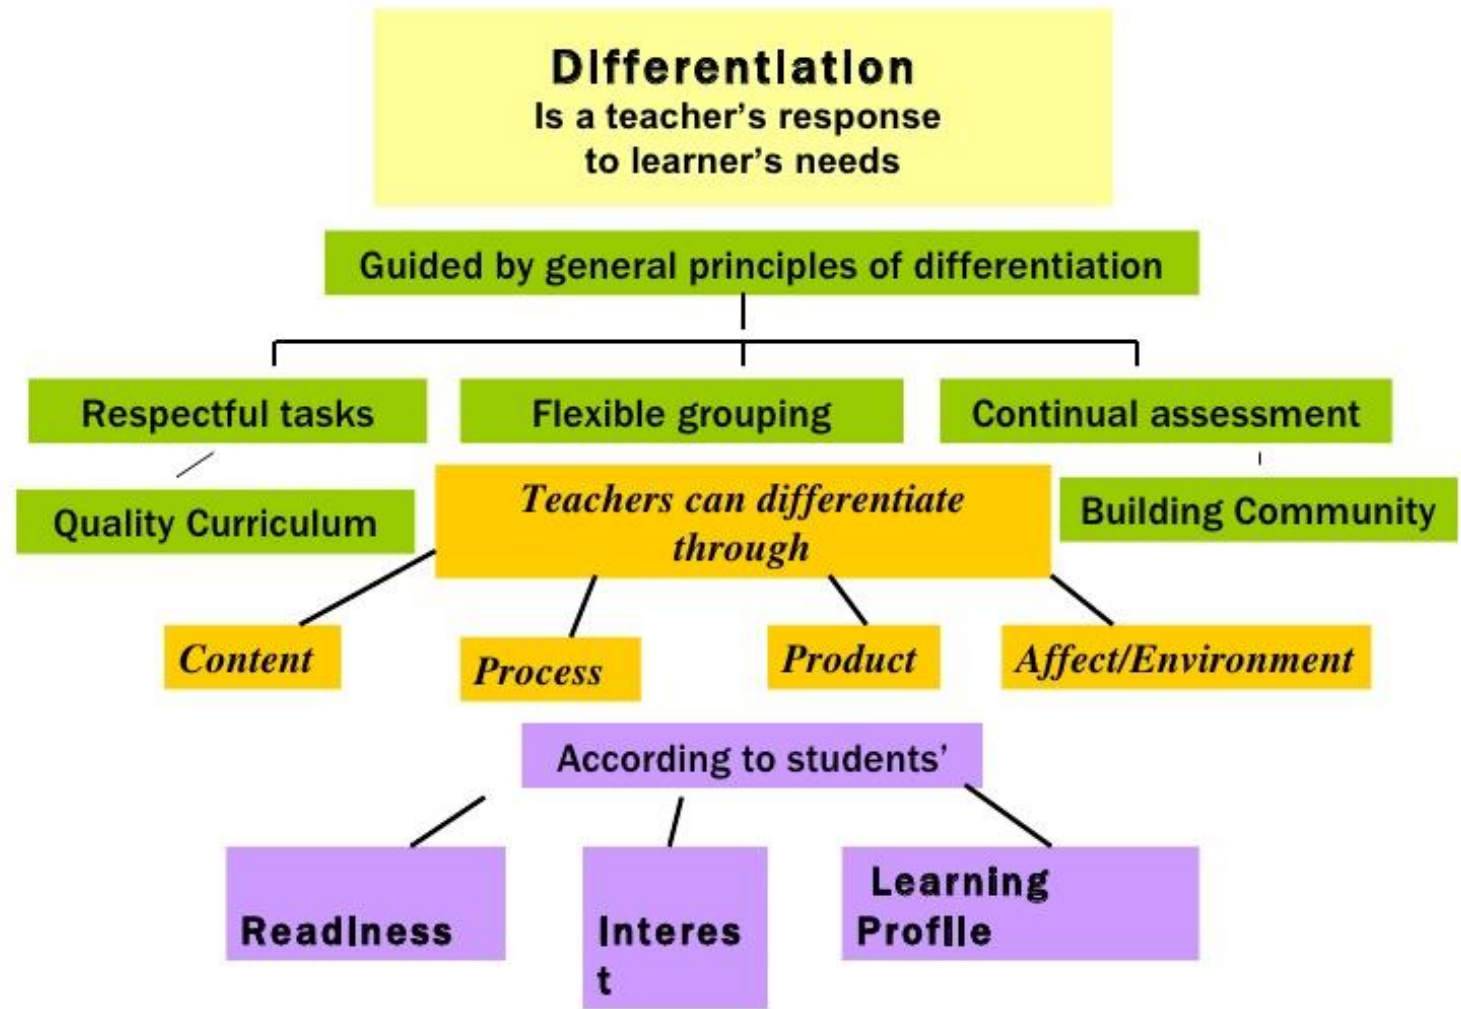 Differentiation
Is a teacher’s response
to learner’s needs
Guided by general principles of differentiation
Respectful tasks
Flexible grouping
Continual assessment
Quality Curriculum
Teachers can differentiate
through
Building Community
Content
Process
Product
Affect/Environment
According to students’
Readiness
Interes
t
Learning
Profile